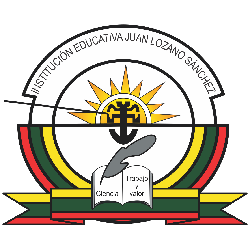 INSTITUCIÓN EDUCATIVA JUAN LOZANO SÁNCHEZ
Ciencia
Trabajo
y
valor